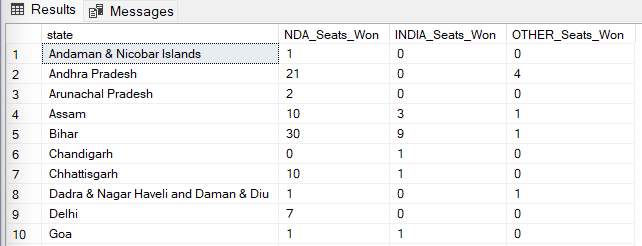 Results Messages
state NDA_Seats_Won INDIA_Seats_Won OTHER_Seats_Won
1 Andaman & Nicobar Islands 1 0 0
2 Andhra Pradesh 21 0 4
3 Arunachal Pradesh 2 0 0
4 Assam 10 3 1
5 Bihar 30 9 1
6 Chandigarh 0 1 0
7 Chhattisgarh 10 1 0
8 Dadra & Nagar Haveli and Daman & Diu 1 0 1
9 Delhi 7 0 0
10 Goa 1 1 0